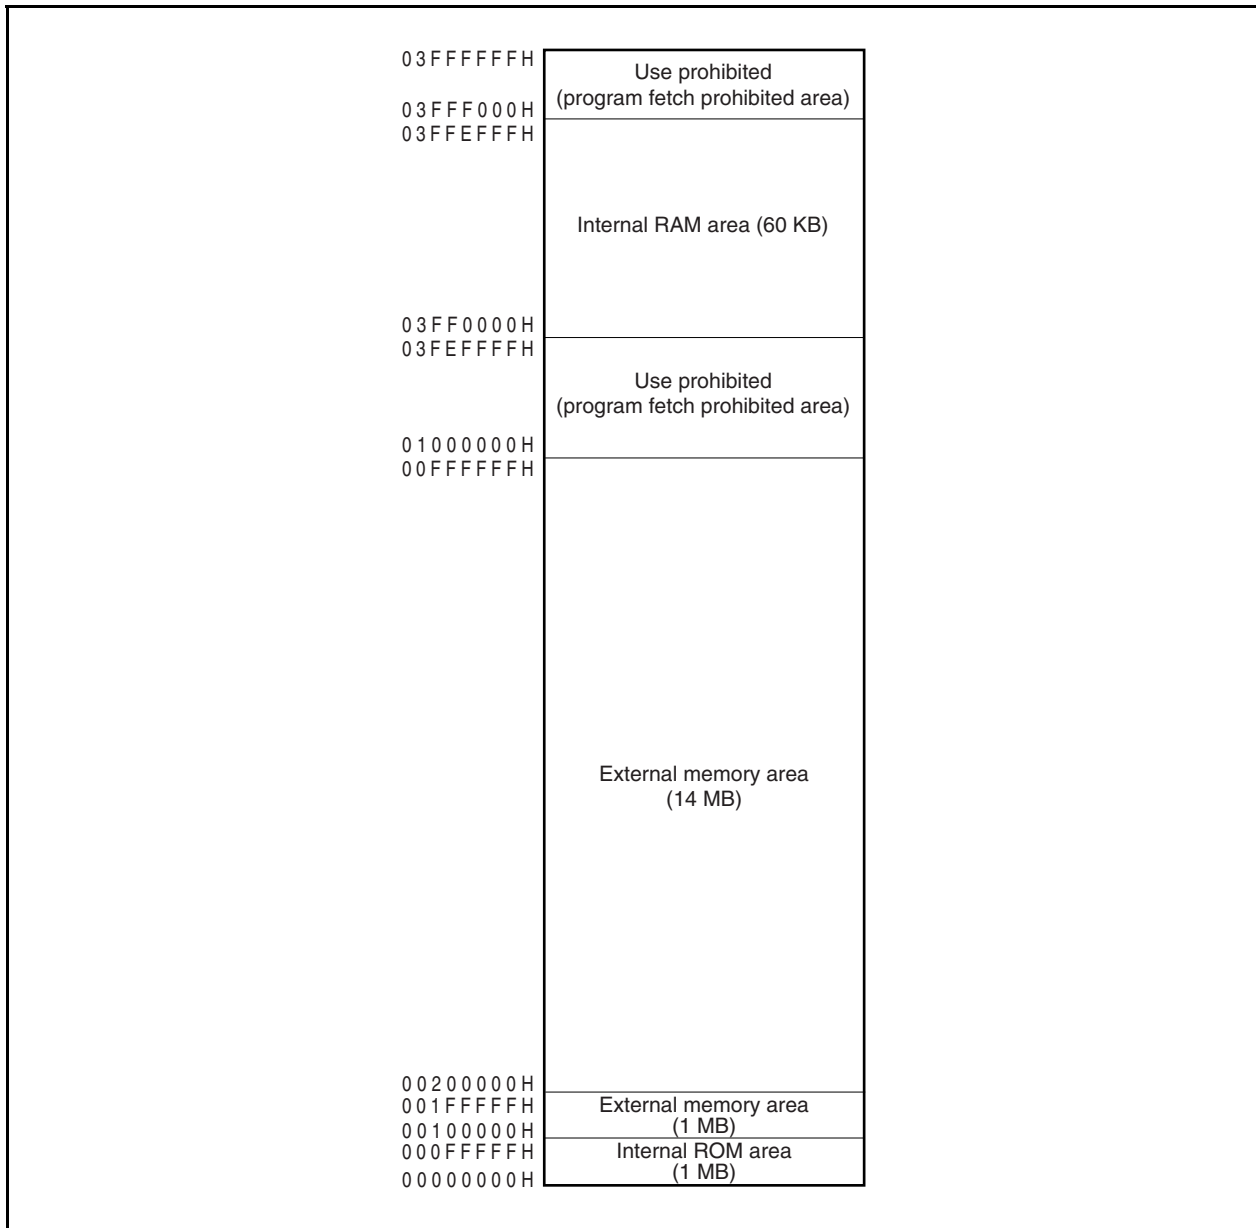 03FFFFFFH
Use prohibited
(program fetch prohibited area)
03FFF000H
03FFEFFFH
Internal RAM area (60 KB)
03FF0000H
03FEFFFFH
Use prohibited
(program fetch prohibited area)
01000000H
00FFFFFFH
External memory area
(14 MB)
00200000H
001FFFFFH
External memory area
(1 MB)
00100000H
000FFFFFH
Internal ROM area
(1 MB)
00000000H